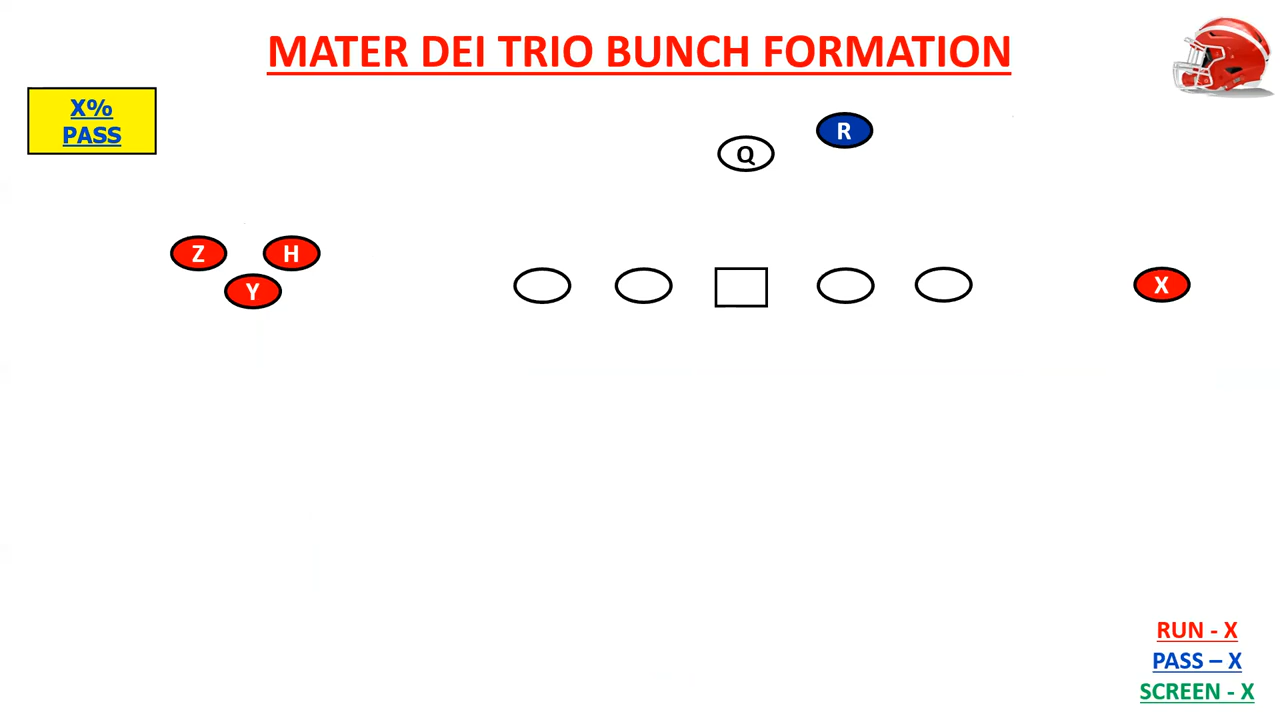 MATER DEI TRIO BUNCH FORMATION
X%
PASS
R
Q
Z H
Y
X
RUN - X
PASS – X
SCREEN - X